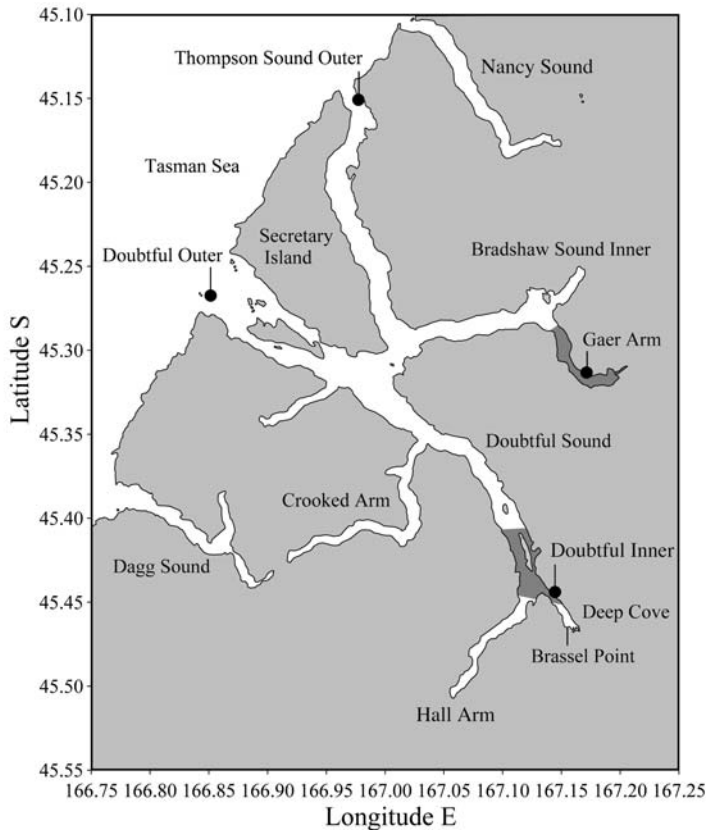 45.10
Thompson Sound Outer
Nancy Sound
45.15
Tasman Sea
45.20
Secretary
Island
Bradshaw Sound Inner
Doubtful Outer
45.25
Gaer Arm
45.30
Latitude S
Doubtful Sound
45.35
Crooked Arm
45.40
Doubtful Inner
Dagg Sound
Deep Cove
45.45
Brassel Point
45.50
Hall Arm
45.55
166.75 166.80 166.85 166.90 166.95 167.00 167.05 167.10 167.15 167.20 167.25
Longitude E